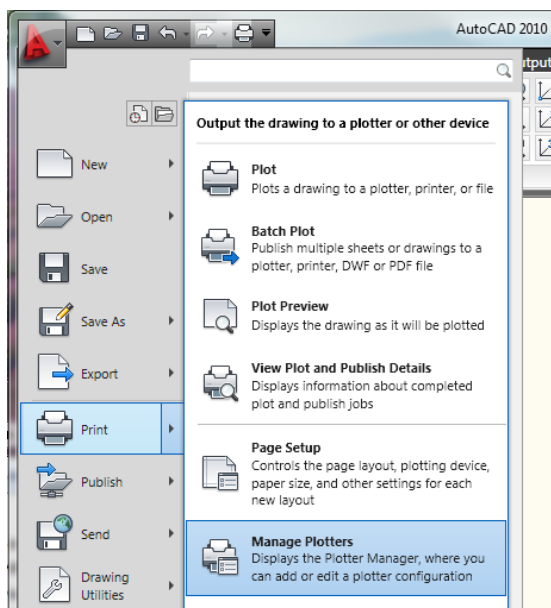 AutoCAD 2010
tput
Output the drawing to a plotter or other device
New
Open
Save
Save As
Export
Print
Publish
Send
Drawing
Utilities
Plot
Plots a drawing to a plotter, printer, or file
Batch Plot
Publish multiple sheets or drawings to a
plotter, printer, DWF or PDF file
Plot Preview
Displays the drawing as it will be plotted
View Plot and Publish Details
Displays information about completed
plot and publish jobs
Page Setup
Controls the page layout, plotting device,
paper size, and other settings for each
new layout
Manage Plotters
Displays the Plotter Manager, where you
can add or edit a plotter configuration